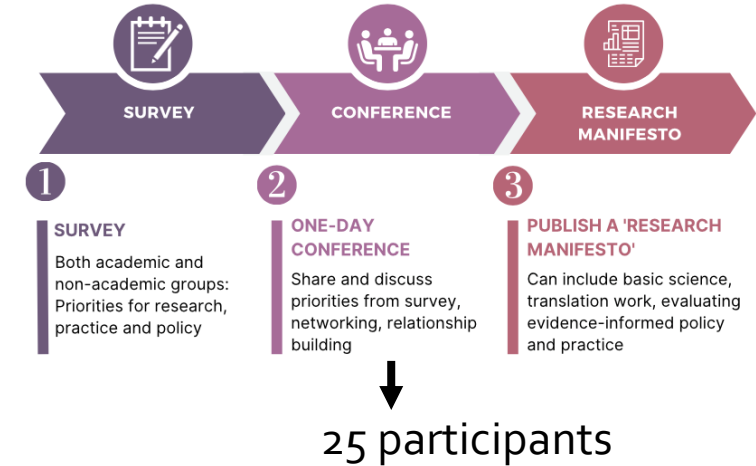 SURVEY
CONFERENCE
RESEARCH
MANIFESTO
1
SURVEY
Both academic and
non-academic groups:
Priorities for research,
practice and policy
2
ONE-DAY
CONFERENCE
Share and discuss
priorities from survey,
networking, relationship
building
3
PUBLISH A 'RESEARCH
MANIFESTO'
Can include basic science,
translation work, evaluating
evidence-informed policy
and practice
25 participants